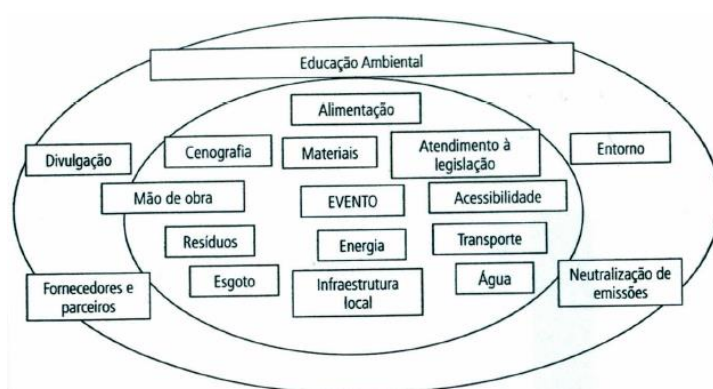 Educação Ambiental
Alimentação
Divulgação
Cenografia
Materiais
Atendimento à
legislação
Entorno
Mão de obra
EVENTO
Acessibilidade
Resíduos
Energia
Transporte
Fornecedores e
parceiros
Esgoto
Infraestrutura
local
Água
Neutralização de
emissões